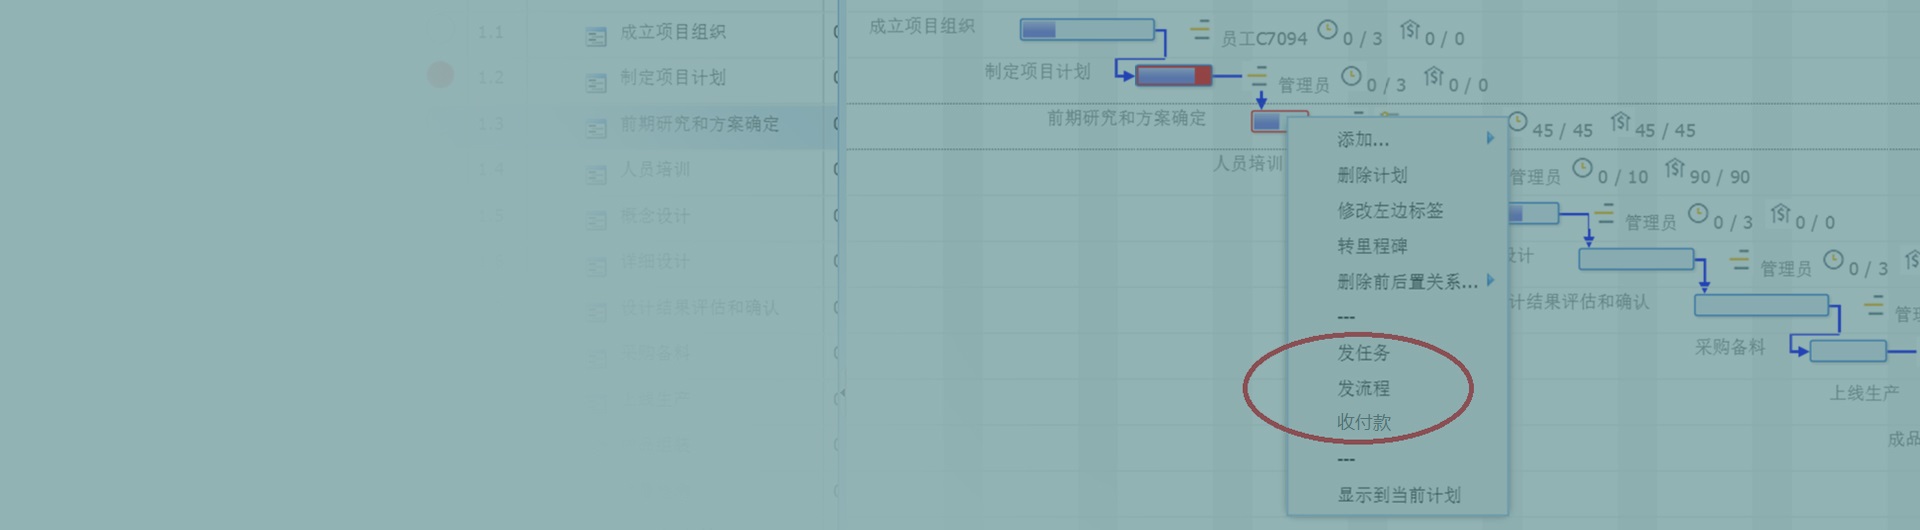 1.1 成立项目组织
1.2 制定项目计划
1.3 前期研究和方案确定
1.4 人员培训
1.5 概念设计
详细设计
设计结果评估和确认
采购备料
上线生产
成立项目组织 员工C7094 0 / 3 0 / 0
制定项目计划 管理员 0 / 3 0 / 0
前期研究和方案确定 45 / 45 45 / 45
人员培训 管理员 0 / 10 90 / 90
管理员 0 / 3 0 / 0
设计 管理员 0 / 3
计结果评估和确认 管理
采购备料
上线生产
成品
添加...
删除计划
修改左边标签
转里程碑
删除前后置关系...
---
发任务
发流程
收付款
---
显示到当前计划